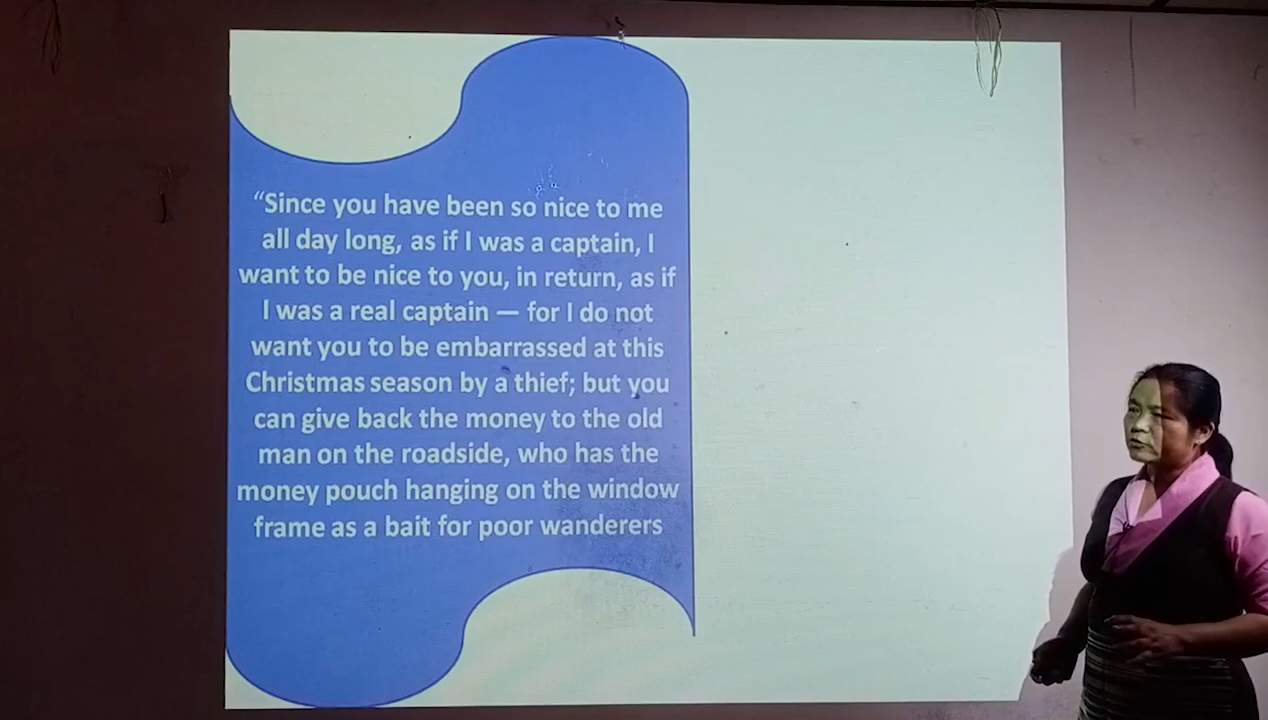 “Since you have been so nice to me
all day long, as if I was a captain, I
want to be nice to you, in return, as if
I was a real captain — for I do not
want you to be embarrassed at this
Christmas season by a thief; but you
can give back the money to the old
man on the roadside, who has the
money pouch hanging on the window
frame as a bait for poor wanderers